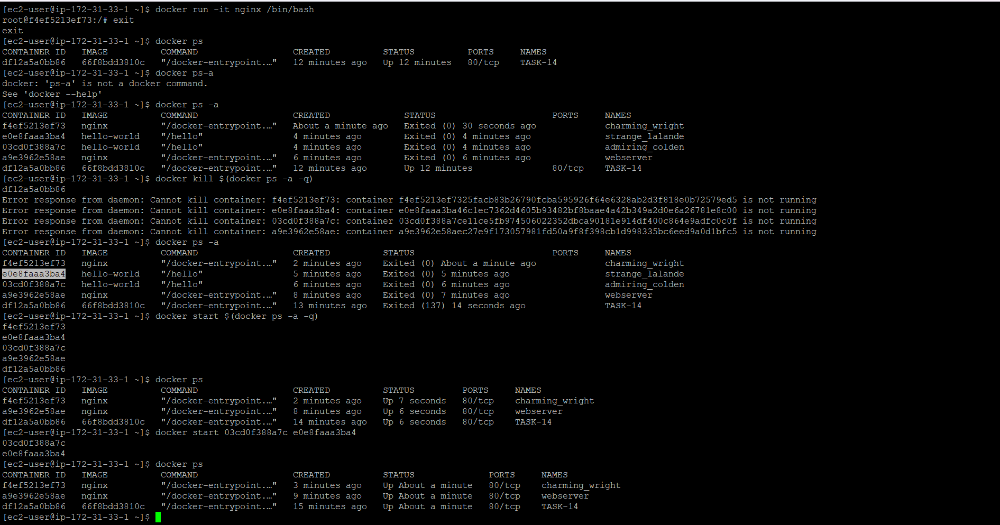 [ec2-user@ip-172-31-33-1 ~]$ docker run -it nginx /bin/bash
root@f4ef5213ef73:/# exit
exit
[ec2-user@ip-172-31-33-1 ~]$ docker ps
CONTAINER ID   IMAGE          COMMAND                  CREATED          STATUS          PORTS     NAMES
df12a5a0bb86   66f8bdd3810c   "/docker-entrypoint.…"   12 minutes ago   Up 12 minutes   80/tcp    TASK-14
[ec2-user@ip-172-31-33-1 ~]$ docker ps-a
docker: 'ps-a' is not a docker command.
See 'docker --help'
[ec2-user@ip-172-31-33-1 ~]$ docker ps -a
CONTAINER ID   IMAGE          COMMAND                  CREATED              STATUS                      PORTS     NAMES
f4ef5213ef73   nginx          "/docker-entrypoint.…"   About a minute ago   Exited (0) 30 seconds ago             charming_wright
e0e8faaa3ba4   hello-world    "/hello"                 4 minutes ago        Exited (0) 4 minutes ago              strange_lalande
03cd0f388a7c   hello-world    "/hello"                 4 minutes ago        Exited (0) 4 minutes ago              admiring_colden
a9e3962e58ae   nginx          "/docker-entrypoint.…"   6 minutes ago        Exited (0) 6 minutes ago              webserver
df12a5a0bb86   66f8bdd3810c   "/docker-entrypoint.…"   12 minutes ago       Up 12 minutes               80/tcp    TASK-14
[ec2-user@ip-172-31-33-1 ~]$ docker kill $(docker ps -a -q)
df12a5a0bb86
Error response from daemon: Cannot kill container: f4ef5213ef73: container f4ef5213ef7325facb83b26790fcba595926f64e6328ab2d3f818e0b72579ed5 is not running
Error response from daemon: Cannot kill container: e0e8faaa3ba4: container e0e8faaa3ba46c1ec7362d4605b93482bf8baae4a42b349a2d0e6a26781e8c00 is not running
Error response from daemon: Cannot kill container: 03cd0f388a7c: container 03cd0f388a7ce11ce5fb974506022352dbca90181e914df400c864e9adfc0c0f is not running
Error response from daemon: Cannot kill container: a9e3962e58ae: container a9e3962e58aec27e9f173057981fd50a9f8f398cb1d998335bc6eed9a0d1bfc5 is not running
[ec2-user@ip-172-31-33-1 ~]$ docker ps -a
CONTAINER ID   IMAGE          COMMAND                  CREATED          STATUS                          PORTS     NAMES
f4ef5213ef73   nginx          "/docker-entrypoint.…"   2 minutes ago    Exited (0) About a minute ago             charming_wright
e0e8faaa3ba4   hello-world    "/hello"                 5 minutes ago    Exited (0) 5 minutes ago                  strange_lalande
03cd0f388a7c   hello-world    "/hello"                 6 minutes ago    Exited (0) 6 minutes ago                  admiring_colden
a9e3962e58ae   nginx          "/docker-entrypoint.…"   8 minutes ago    Exited (0) 7 minutes ago                  webserver
df12a5a0bb86   66f8bdd3810c   "/docker-entrypoint.…"   13 minutes ago   Exited (137) 14 seconds ago               TASK-14
[ec2-user@ip-172-31-33-1 ~]$ docker start $(docker ps -a -q)
f4ef5213ef73
e0e8faaa3ba4
03cd0f388a7c
a9e3962e58ae
df12a5a0bb86
[ec2-user@ip-172-31-33-1 ~]$ docker ps
CONTAINER ID   IMAGE          COMMAND                  CREATED          STATUS         PORTS     NAMES
f4ef5213ef73   nginx          "/docker-entrypoint.…"   2 minutes ago    Up 7 seconds   80/tcp    charming_wright
a9e3962e58ae   nginx          "/docker-entrypoint.…"   8 minutes ago    Up 6 seconds   80/tcp    webserver
df12a5a0bb86   66f8bdd3810c   "/docker-entrypoint.…"   14 minutes ago   Up 6 seconds   80/tcp    TASK-14
[ec2-user@ip-172-31-33-1 ~]$ docker start 03cd0f388a7c e0e8faaa3ba4
03cd0f388a7c
e0e8faaa3ba4
[ec2-user@ip-172-31-33-1 ~]$ docker ps
CONTAINER ID   IMAGE          COMMAND                  CREATED          STATUS              PORTS     NAMES
f4ef5213ef73   nginx          "/docker-entrypoint.…"   3 minutes ago    Up About a minute   80/tcp    charming_wright
a9e3962e58ae   nginx          "/docker-entrypoint.…"   9 minutes ago    Up About a minute   80/tcp    webserver
df12a5a0bb86   66f8bdd3810c   "/docker-entrypoint.…"   15 minutes ago   Up About a minute   80/tcp    TASK-14
[ec2-user@ip-172-31-33-1 ~]$